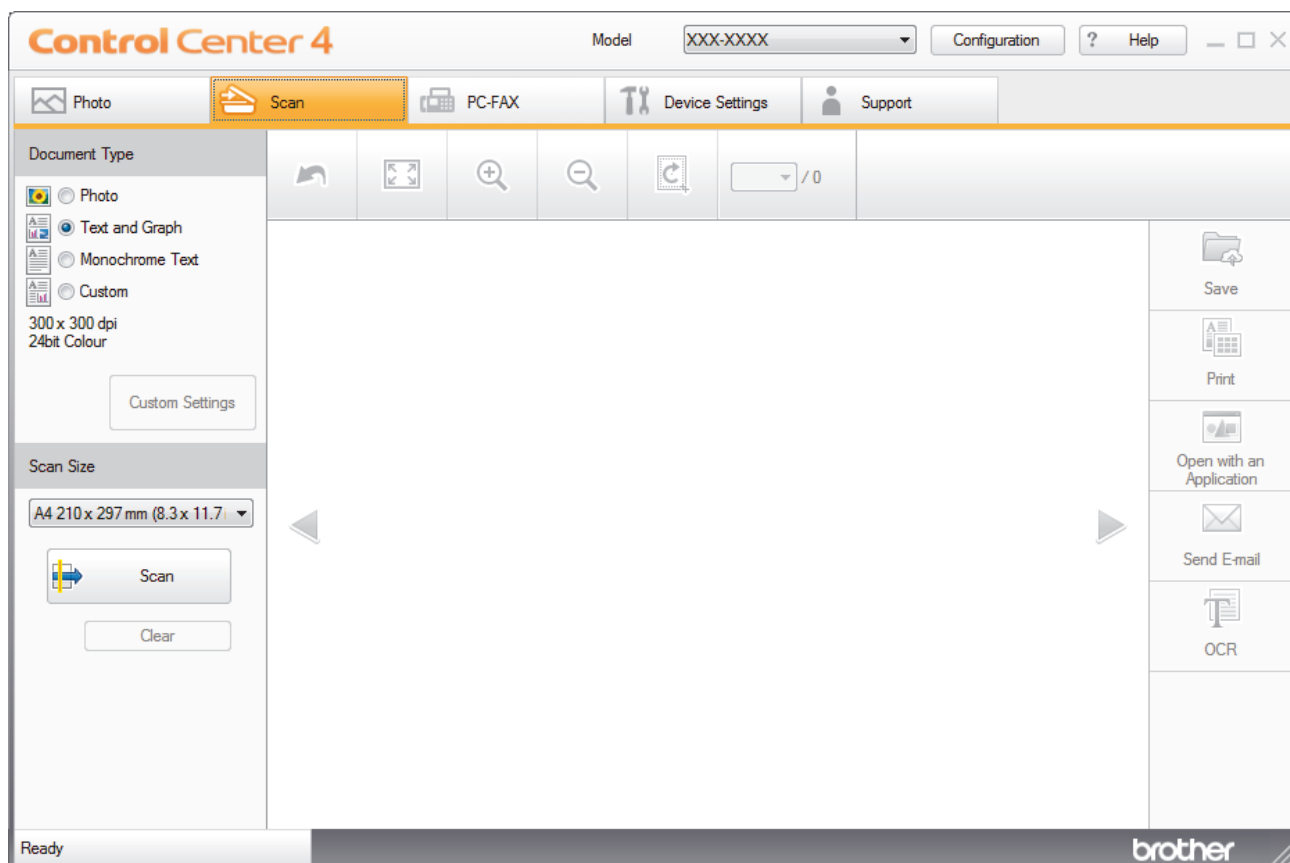 ControlCenter4
Model
XXX-XXXX
Configuration
? Help
Photo
Scan
PC-FAX
Device Settings
Support
Document Type
Photo
Text and Graph
Monochrome Text
Custom
300 x 300 dpi
24bit Colour
Custom Settings
Scan Size
A4 210 x 297 mm (8.3 x 11.7
Scan
Clear
/ 0
Save
Print
Open with an
Application
Send E-mail
OCR
Ready
brother